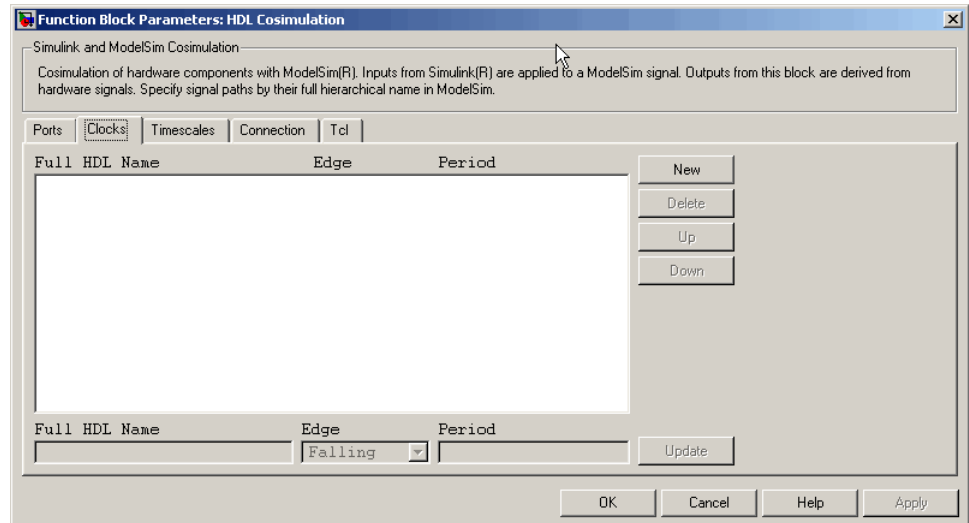 Function Block Parameters: HDL Cosimulation
Simulink and ModelSim Cosimulation
Cosimulation of hardware components with ModelSim(R). Inputs from Simulink(R) are applied to a ModelSim signal. Outputs from this block are derived from
hardware signals. Specify signal paths by their full hierarchical name in ModelSim.
Ports Clocks Timescales Connection Tcl
Full HDL Name Edge Period
New
Delete
Up
Down
Full HDL Name Edge Period
Falling Update
OK Cancel Help Apply